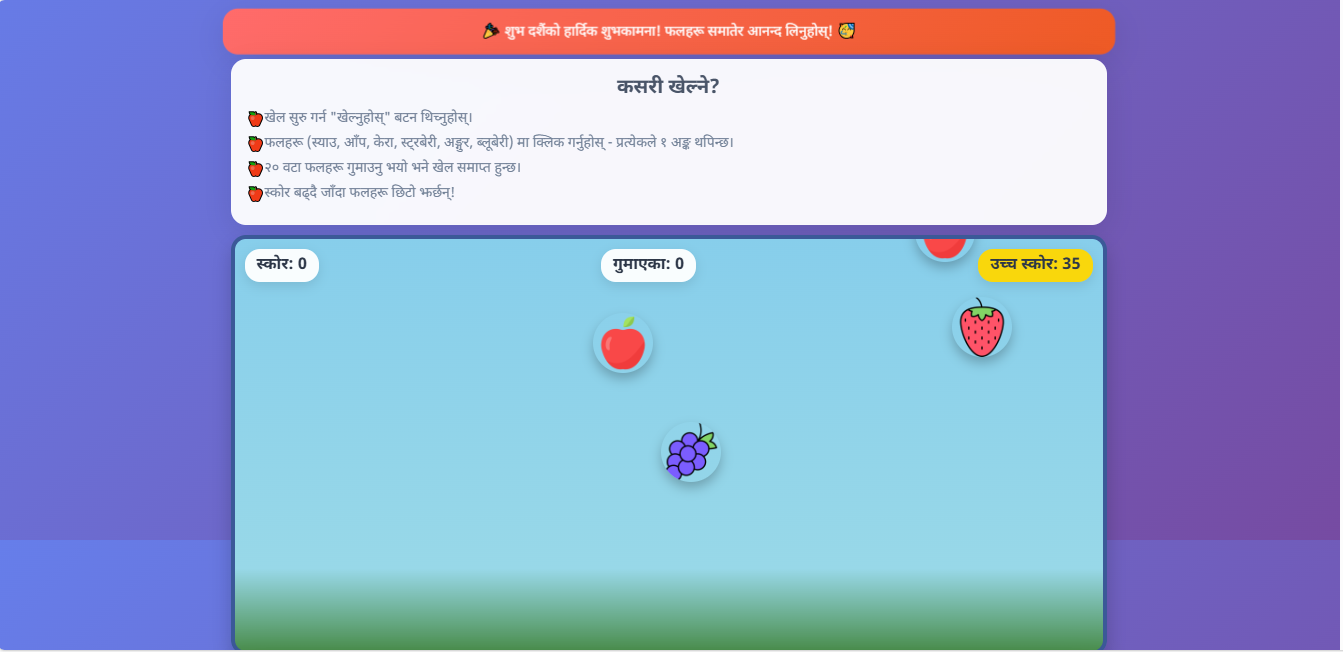 शुभ दशैंको हार्दिक शुभकामना! फलहरू समातेर आनन्द लिनुहोस्!
कसरी खेल्ने?
खेल सुरु गर्न "खेल्नुहोस्" बटन थिच्नुहोस्।
फलहरू (स्याउ, आँप, केरा, स्ट्रबेरी, अङ्गुर, ब्लूबेरी) मा क्लिक गर्नुहोस् - प्रत्येकले १ अङ्क थपिन्छ।
२० वटा फलहरू गुमाउनु भयो भने खेल समाप्त हुन्छ।
स्कोर बढ्दै जाँदा फलहरू छिटो झर्छन्!
स्कोर: 0
गुमाएका: 0
उच्च स्कोर: 35